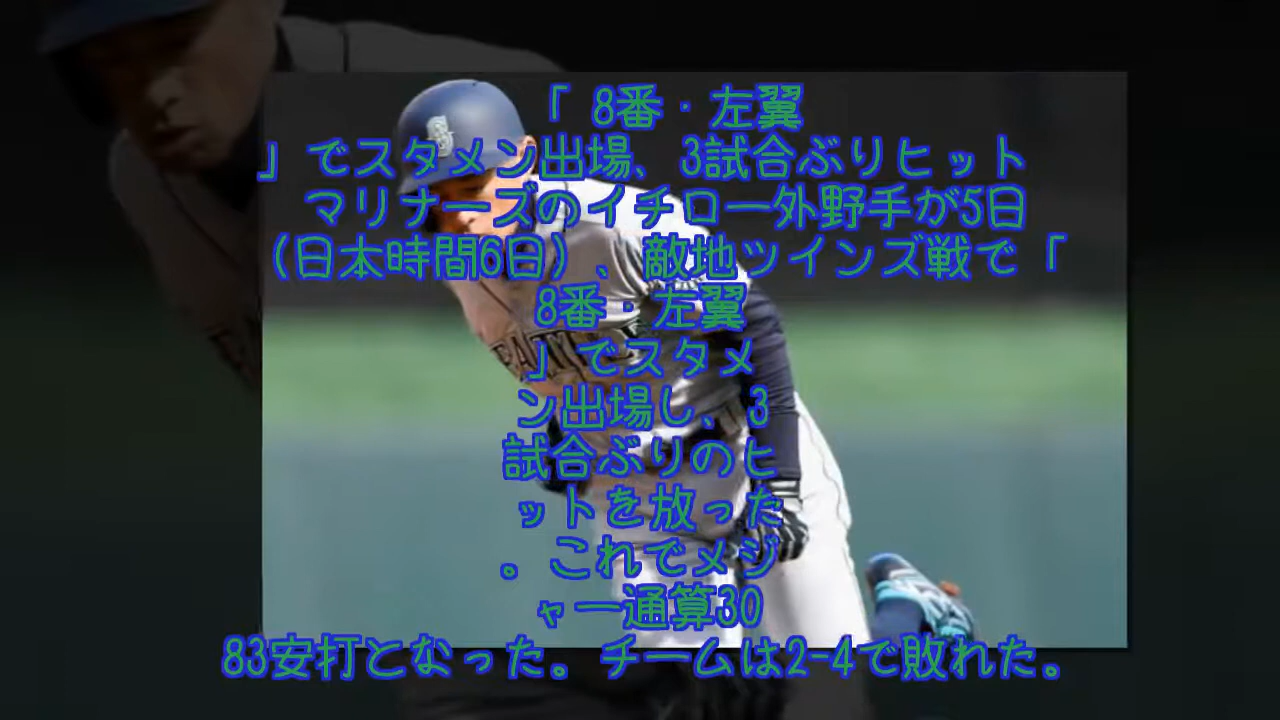 「 8番・左翼
」でスタメン出場、3試合ぶりヒット
マリナーズのイチロー外野手が5日
（日本時間6日）、敵地ツインズ戦で「
8番・左翼
」でスタメ
ン出場し、3
試合ぶりのヒ
ットを放った
。これでメジ
ャー通算30
83安打となった。チームは2-4で敗れた。